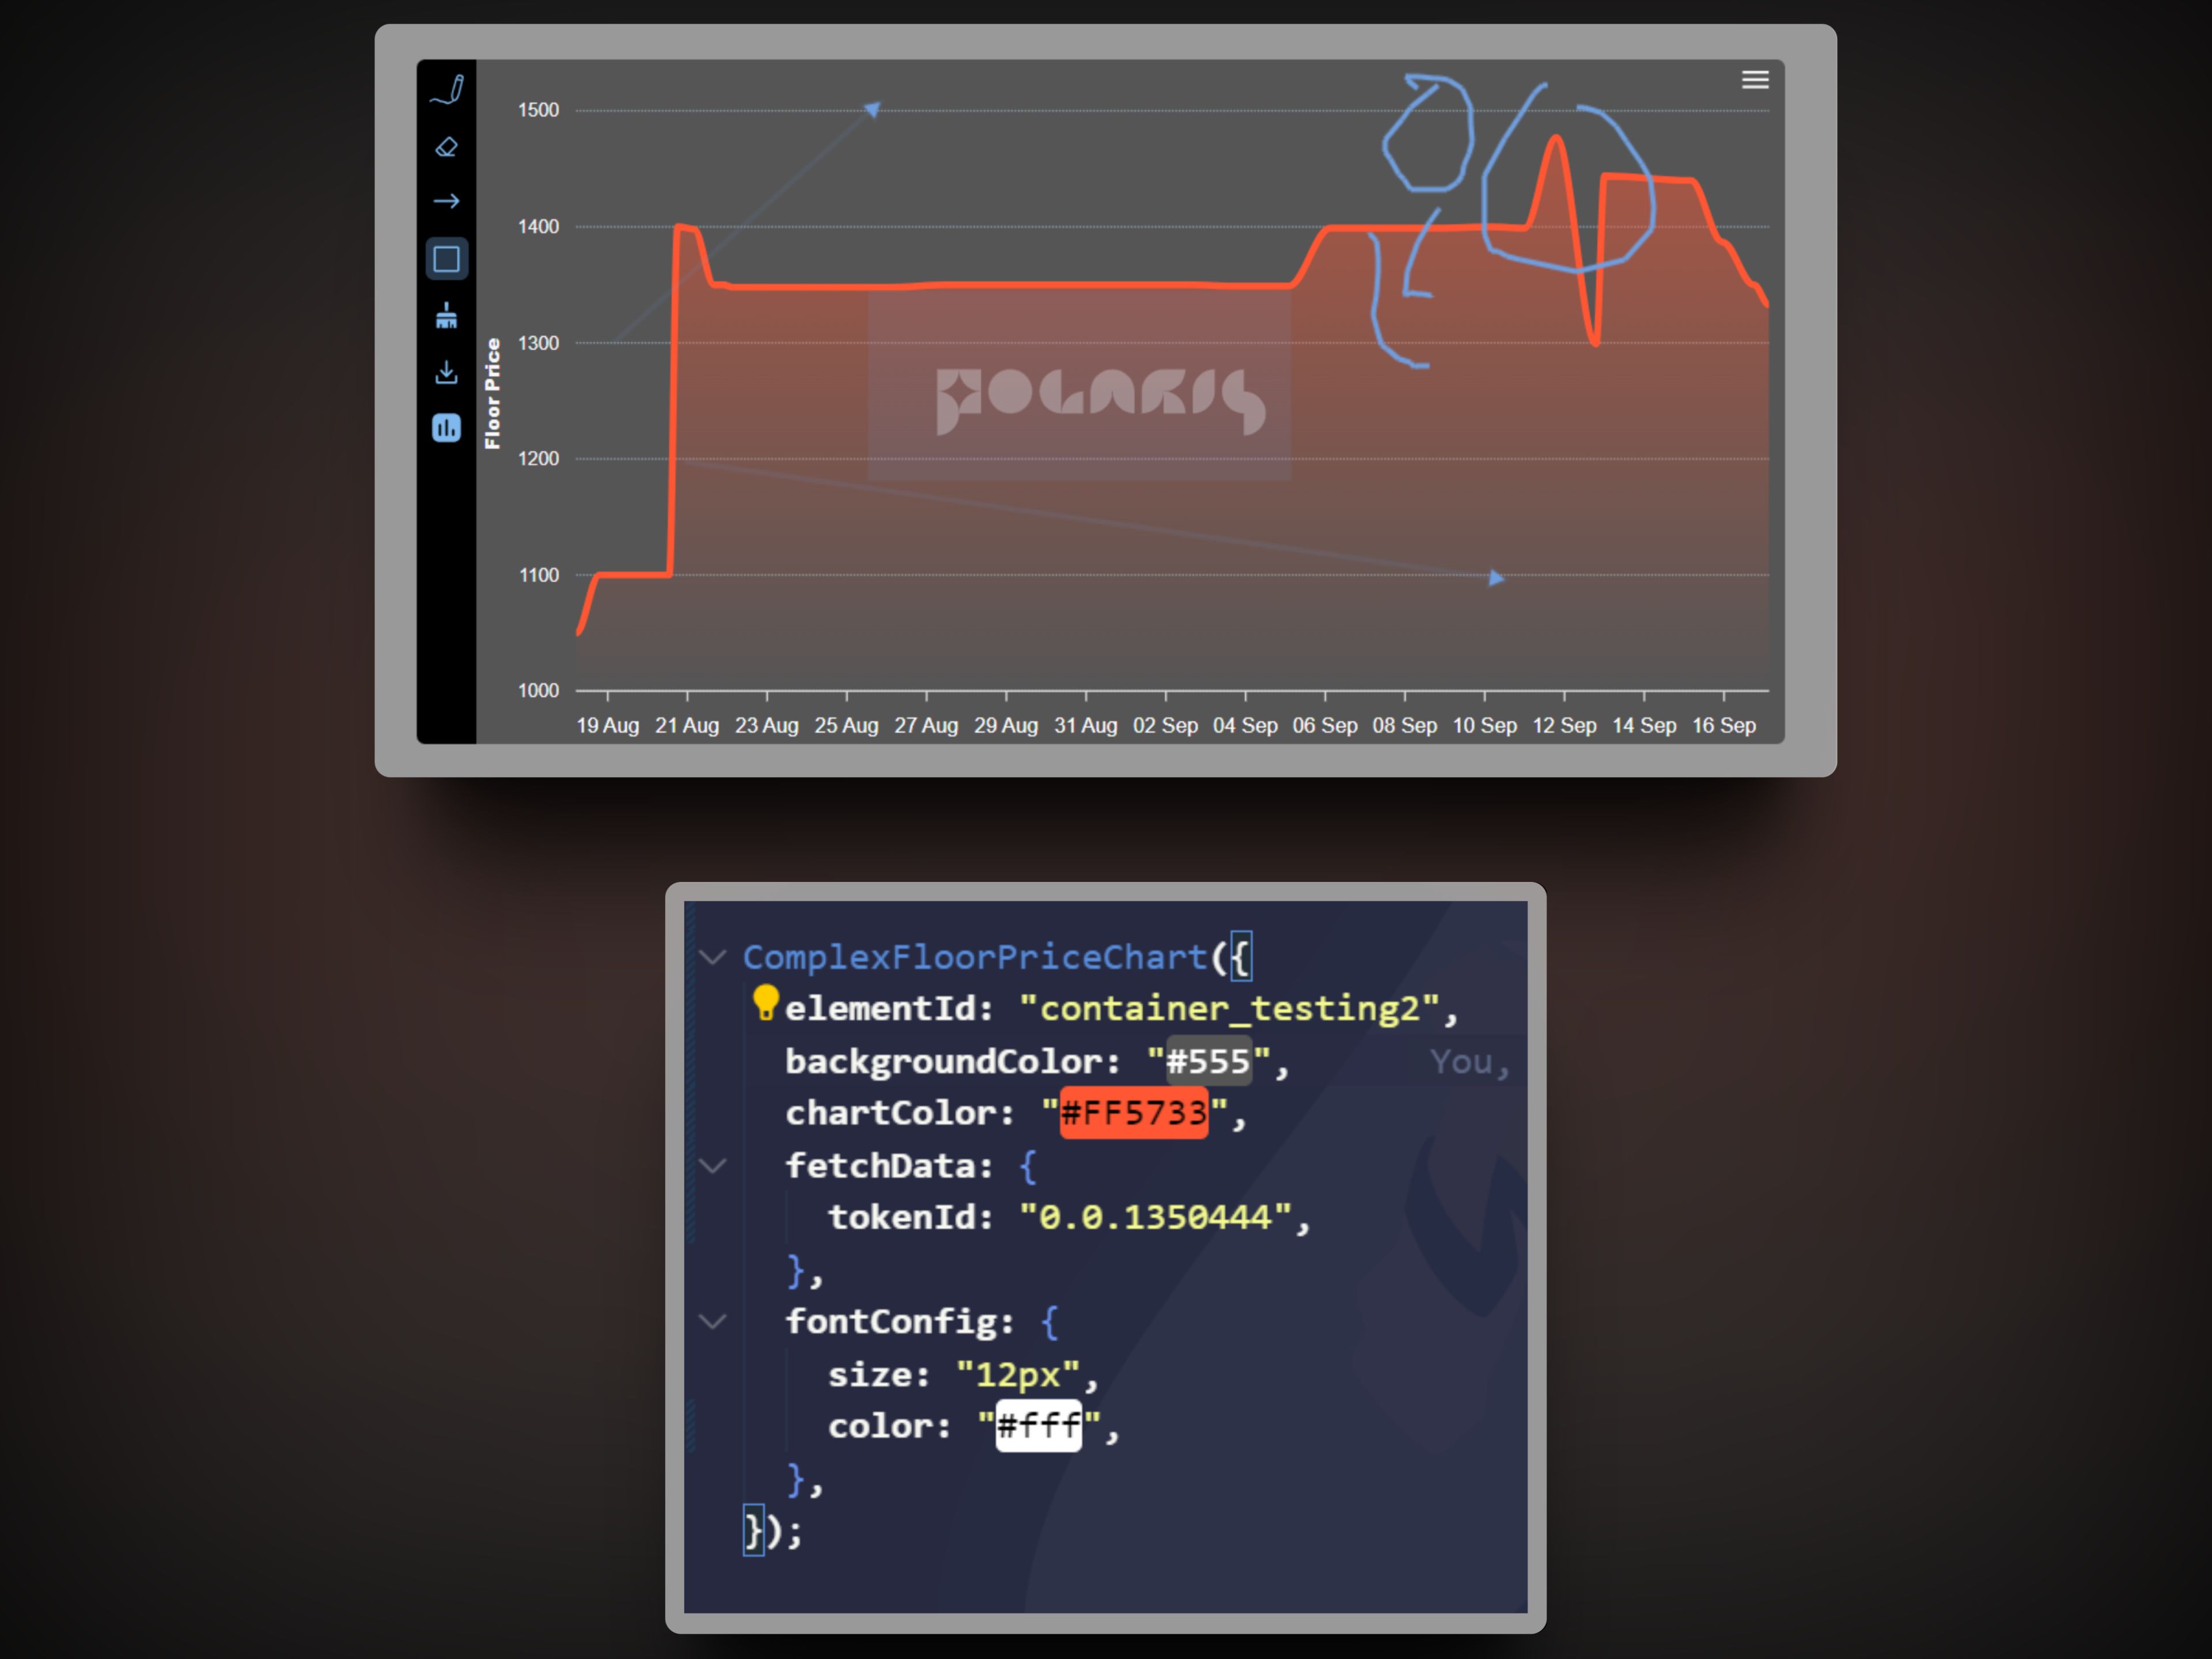 1500
1400
1300
1200
1100
1000
Floor Price
POLARIS
19 Aug 21 Aug 23 Aug 25 Aug 27 Aug 29 Aug 31 Aug 02 Sep 04 Sep 06 Sep 08 Sep 10 Sep 12 Sep 14 Sep 16 Sep
ComplexFloorPriceChart({
elementId: "container_testing2",
backgroundColor: "#555", You,
chartColor: "#FF5733",
fetchData: {
tokenId: "0.0.1350444",
},
fontConfig: {
size: "12px",
color: "#fff",
},
});